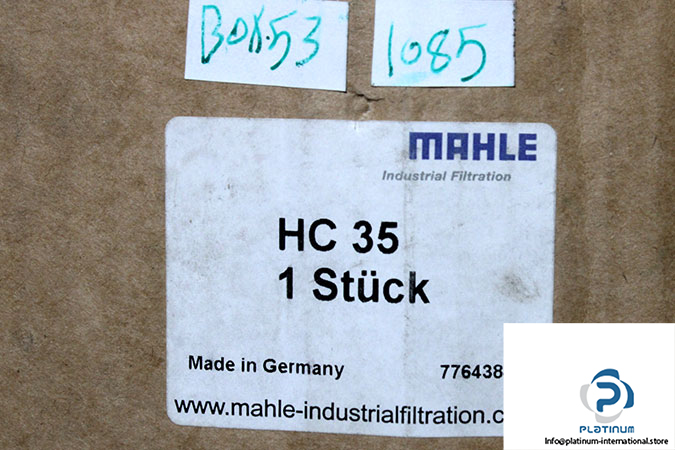 BOX.53
1085
MAHLE
Industrial Filtration
HC 35
1 Stück
Made in Germany 776438
www.mahle-industrialfiltration.c
PLATINUM
Info@platinum-international.store